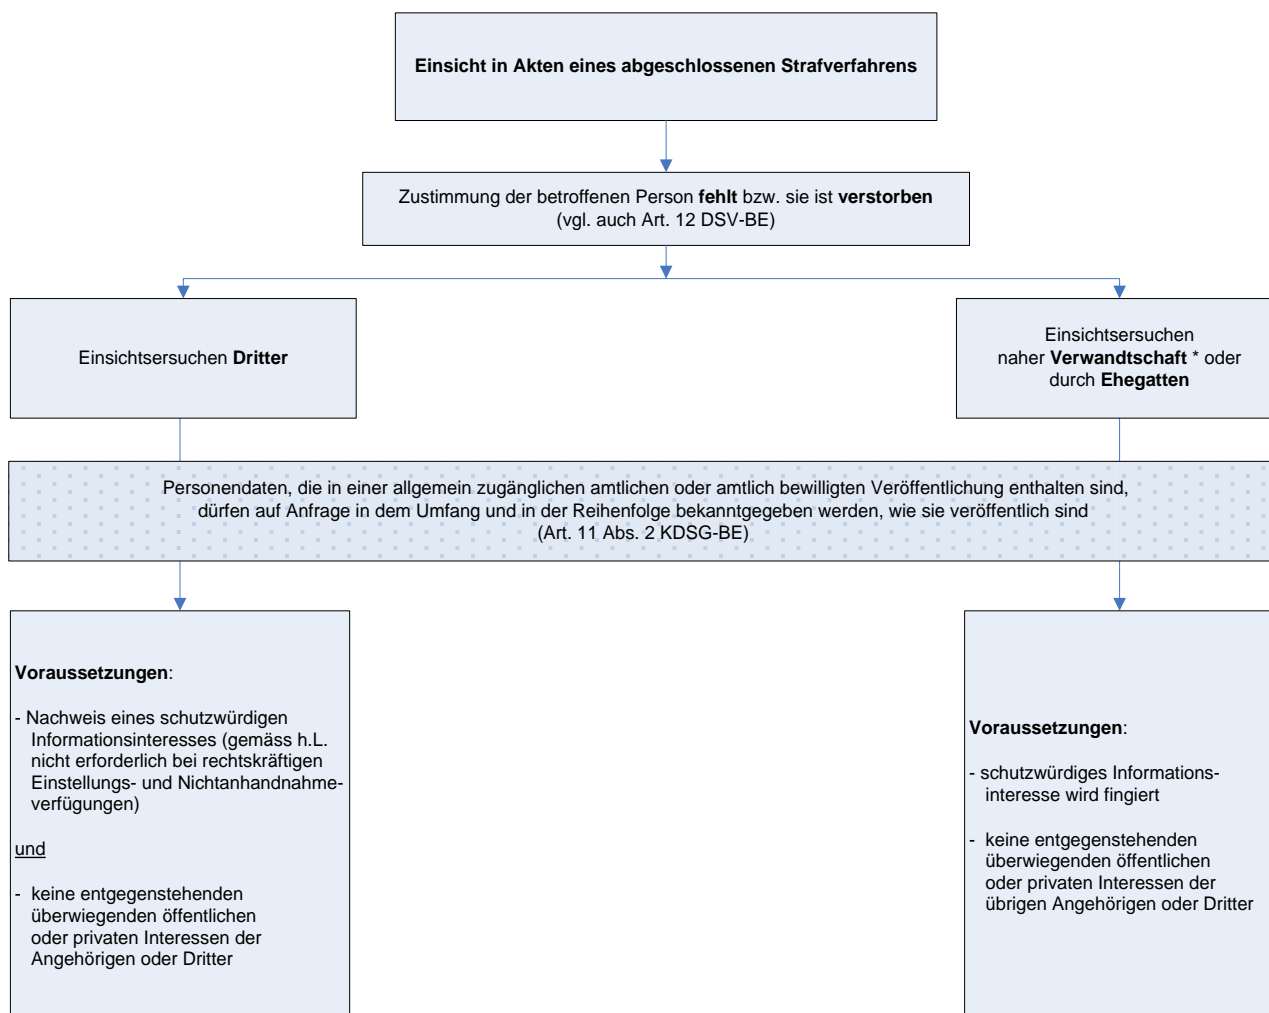 Einsicht in Akten eines abgeschlossenen Strafverfahrens
Zustimmung der betroffenen Person fehlt bzw. sie ist verstorben
(vgl. auch Art. 12 DSV-BE)
Einsichtsersuchen Dritter
Einsichtsersuchen
naher Verwandtschaft * oder
durch Ehegatten
Personendaten, die in einer allgemein zugänglichen amtlichen oder amtlich bewilligten Veröffentlichung enthalten sind,
dürfen auf Anfrage in dem Umfang und in der Reihenfolge bekanntgegeben werden, wie sie veröffentlich sind
(Art. 11 Abs. 2 KDSG-BE)
Voraussetzungen:
- Nachweis eines schutzwürdigen
Informationsinteresses (gemäss h.L.
nicht erforderlich bei rechtskräftigen
Einstellungs- und Nichtanhandnahme-
verfügungen)
und
- keine entgegenstehenden
überwiegenden öffentlichen
oder privaten Interessen der
Angehörigen oder Dritter
Voraussetzungen:
- schutzwürdiges Informations-
interesse wird fingiert
- keine entgegenstehenden
überwiegenden öffentlichen
oder privaten Interessen der
übrigen Angehörigen oder Dritter